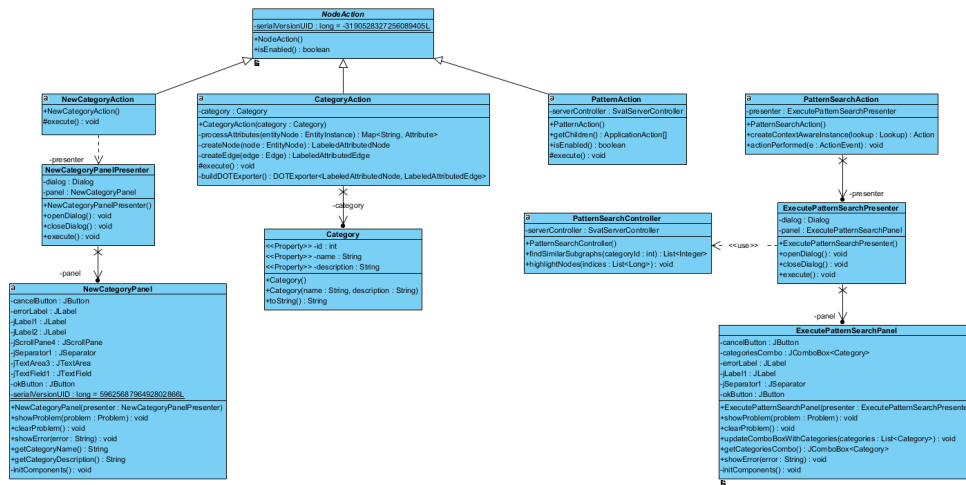 NodeAction
-serialVersionUID : long = -3190528327256089405L
+NodeAction()
+isEnabled() : boolean
NewCategoryAction
+NewCategoryAction()
#execute() : void
-presenter
NewCategoryPanelPresenter
-dialog : Dialog
-panel : NewCategoryPanel
+NewCategoryPanelPresenter()
+openDialog() : void
+closeDialog() : void
+execute() : void
-panel
NewCategoryPanel
-cancelButton : JButton
-errorLabel : JLabel
-jLabel1 : JLabel
-jLabel2 : JLabel
-jScrollPane4 : JScrollPane
-jSeparator1 : JSeparator
-jTextArea3 : JTextArea
-jTextField1 : JTextField
-okButton : JButton
-serialVersionUID : long = 5962568796492802866L
+NewCategoryPanel(presenter : NewCategoryPanelPresenter)
+showProblem(problem : Problem) : void
+clearProblem() : void
+showError(error : String) : void
+getCategoryName() : String
+getCategoryDescription() : String
-initComponents() : void
CategoryAction
-category : Category
+CategoryAction(category : Category)
-processAttributes(entityNode : EntityInstance) : Map<String, Attribute>
-createNode(node : EntityNode) : LabeledAttributedNode
-createEdge(edge : Edge) : LabeledAttributedEdge
#execute() : void
-buildDOTExporter() : DOTExporter<LabeledAttributedNode, LabeledAttributedEdge>
-category
Category
<<Property>> -id : int
<<Property>> -name : String
<<Property>> -description : String
+Category()
+Category(name : String, description : String)
+toString() : String
PatternAction
-serverController : SvatServerController
+PatternAction()
+getChildren() : ApplicationAction[]
+isEnabled() : boolean
#execute() : void
PatternSearchController
-serverController : SvatServerController
+PatternSearchController()
+findSimilarSubgraphs(categoryId : int) : List<Integer>
+highlightNodes(indices : List<Long>) : void
<<use>>
PatternSearchAction
-presenter : ExecutePatternSearchPresenter
+PatternSearchAction()
+createContextAwareInstance(lookup : Lookup) : Action
+actionPerformed(e : ActionEvent) : void
-presenter
ExecutePatternSearchPresenter
-dialog : Dialog
-panel : ExecutePatternSearchPanel
+ExecutePatternSearchPresenter()
+openDialog() : void
+closeDialog() : void
+execute() : void
-panel
ExecutePatternSearchPanel
-cancelButton : JButton
-categoriesCombo : JComboBox<Category>
-errorLabel : JLabel
-jLabel1 : JLabel
-jSeparator1 : JSeparator
-okButton : JButton
+ExecutePatternSearchPanel(presenter : ExecutePatternSearchPresente
+showProblem(problem : Problem) : void
+clearProblem() : void
+updateComboBoxWithCategories(categories : List<Category>) : void
+getCategoriesCombo() : JComboBox<Category>
+showError(error : String) : void
-initComponents() : void